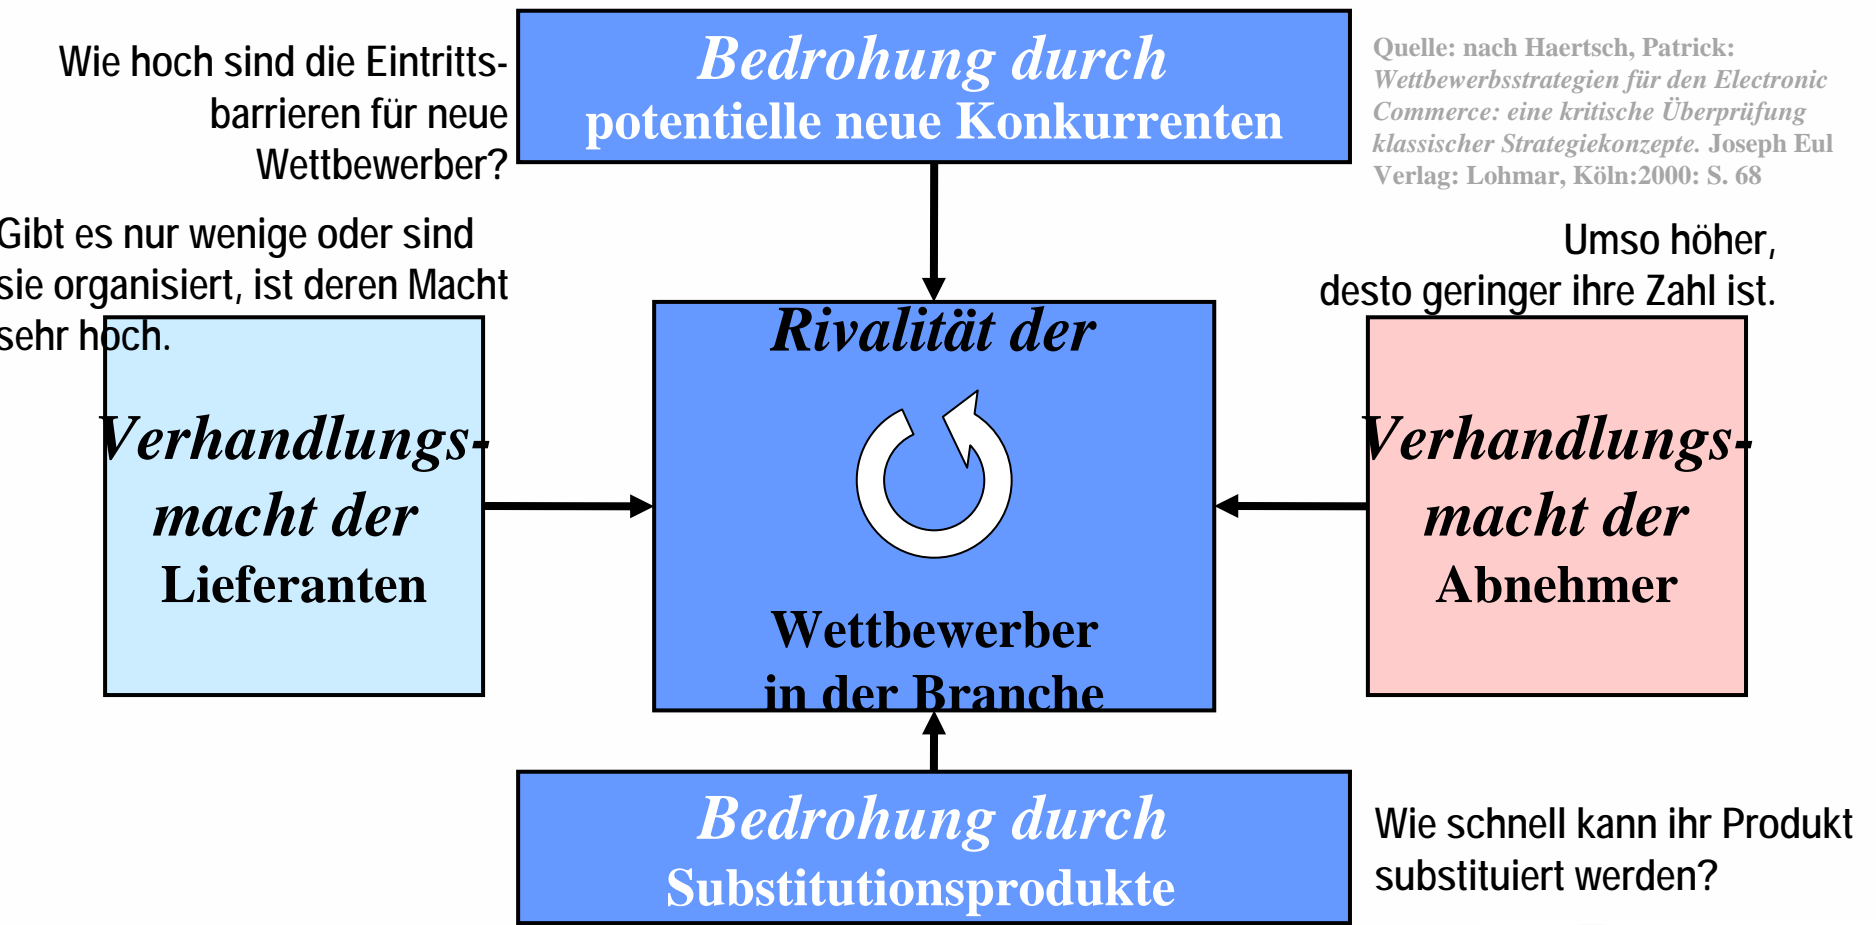 Wie hoch sind die Eintritts-
barrieren für neue
Wettbewerber?
Bedrohung durch
potentielle neue Konkurrenten
Quelle: nach Haertsch, Patrick:
Wettbewerbsstrategien für den Electronic
Commerce: eine kritische Überprüfung
klassischer Strategiekonzepte. Joseph Eul
Verlag: Lohmar, Köln:2000: S. 68
Gibt es nur wenige oder sind
sie organisiert, ist deren Macht
sehr hoch.
Umso höher,
desto geringer ihre Zahl ist.
Verhandlungs-
macht der
Lieferanten
Rivalität der
Wettbewerber
in der Branche
Verhandlungs-
macht der
Abnehmer
Bedrohung durch
Substitutionsprodukte
Wie schnell kann ihr Produkt
substituiert werden?